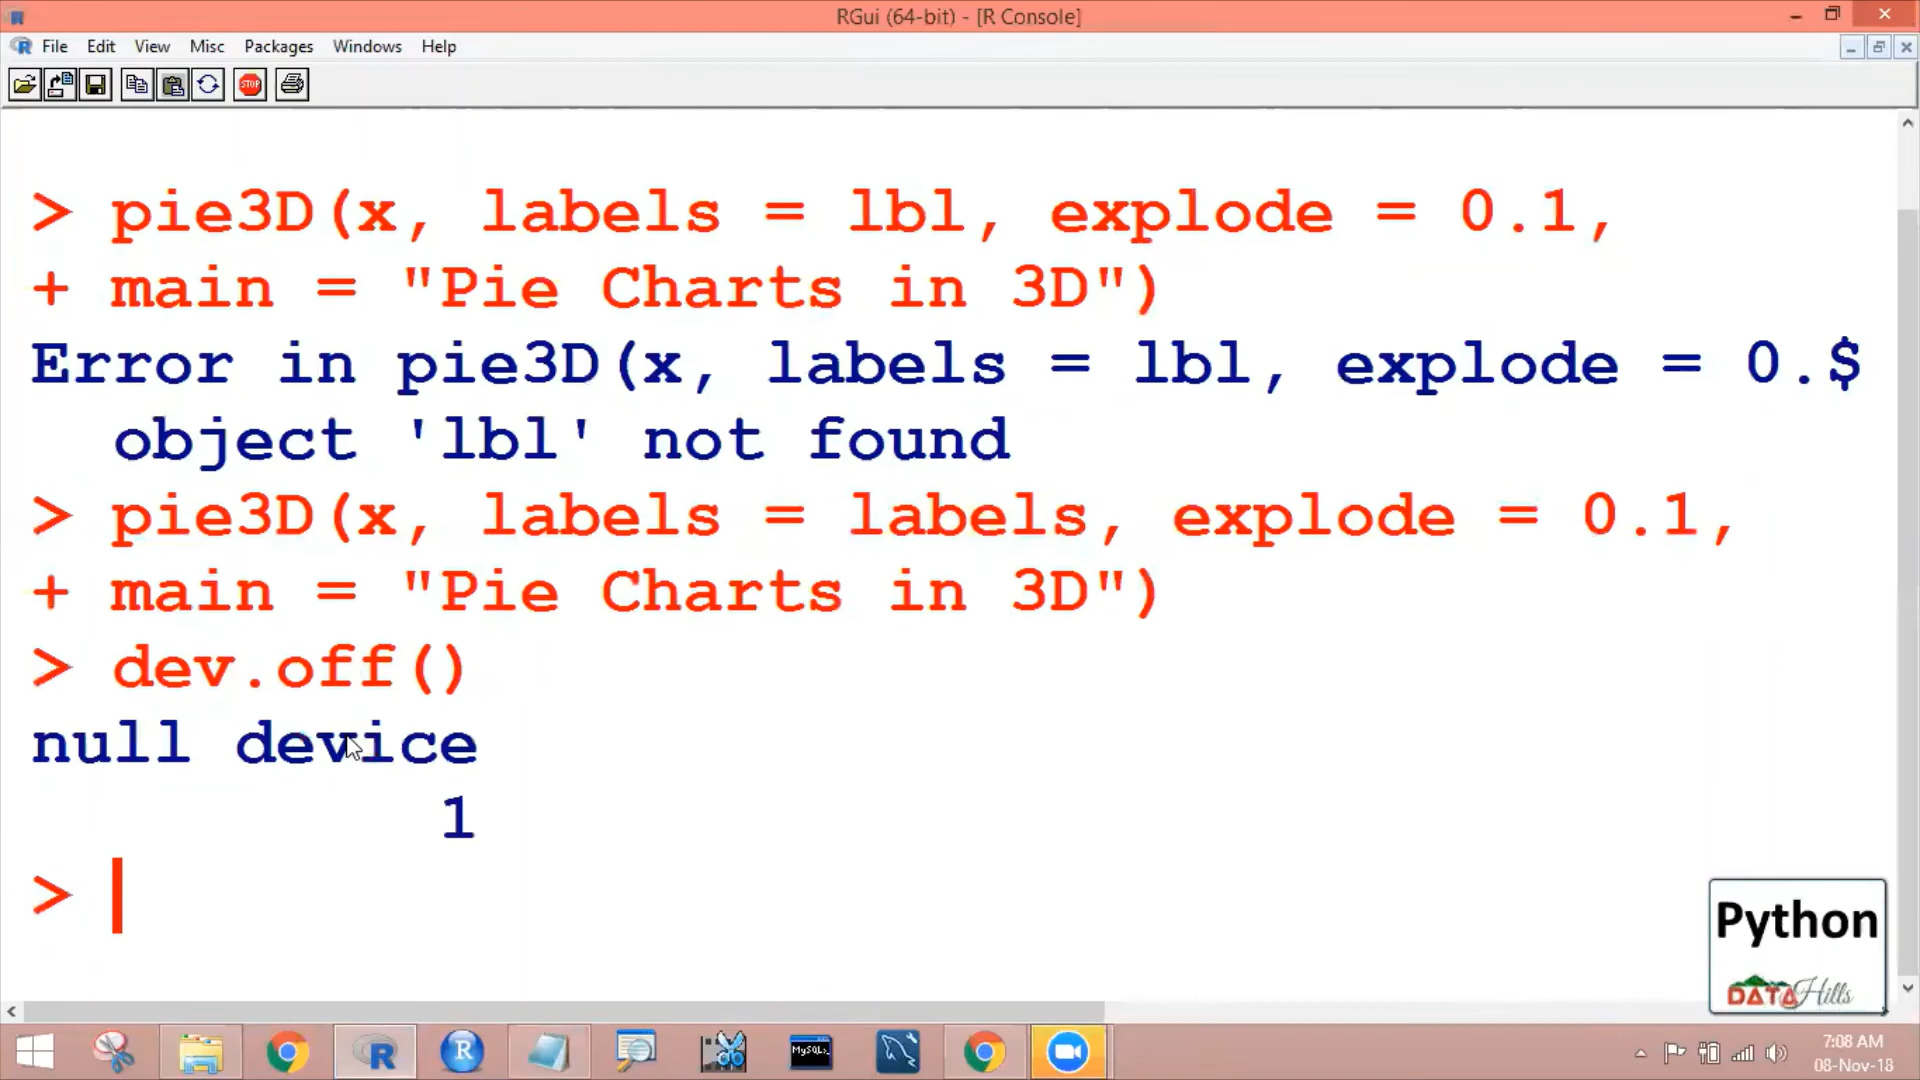 RGui (64-bit) - [R Console]
File Edit View Misc Packages Windows Help
STOP
> pie3D(x, labels = lbl, explode = 0.1,
+ main = "Pie Charts in 3D")
Error in pie3D(x, labels = lbl, explode = 0.$
object 'lbl' not found
> pie3D(x, labels = labels, explode = 0.1,
+ main = "Pie Charts in 3D")
> dev.off()
null device
1
>
Python
DATA Hills
MySQL
7:08 AM
08-Nov-18